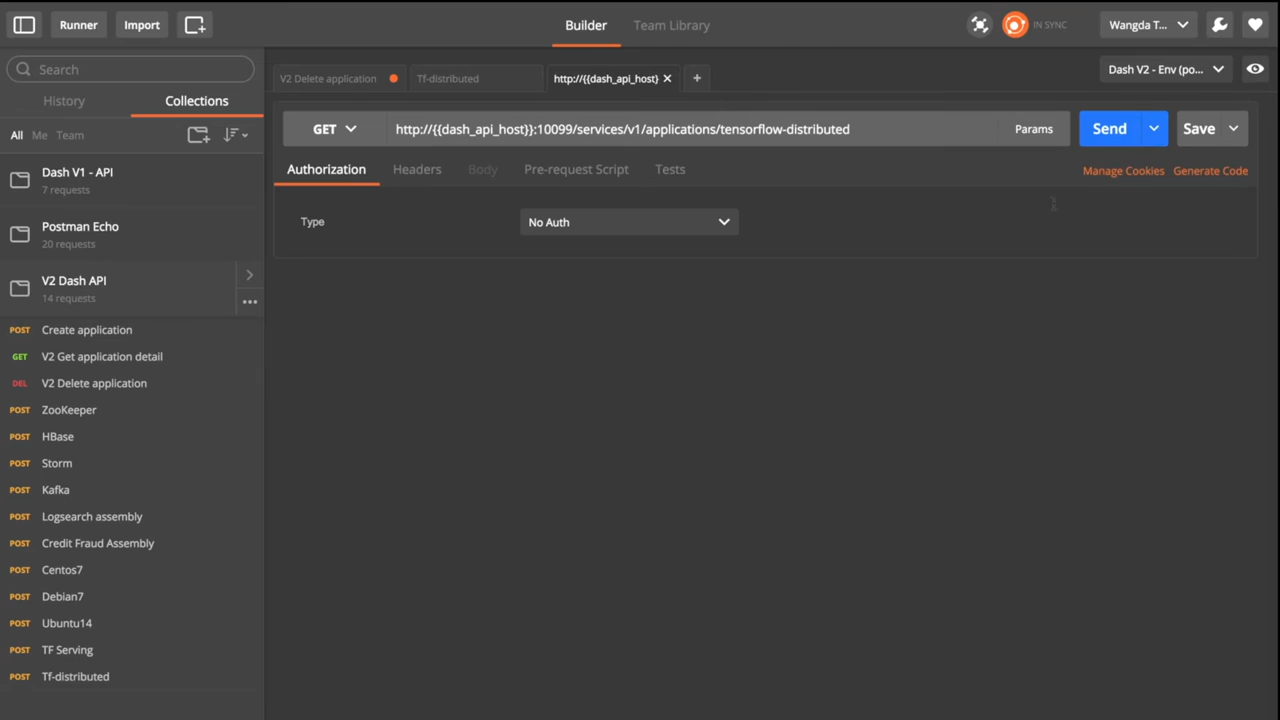 Runner
Import
Builder
Team Library
IN SYNC
Wangda T...
Search
History
Collections
All
Me
Team
Dash V1 - API
7 requests
Postman Echo
20 requests
V2 Dash API
14 requests
POST Create application
GET V2 Get application detail
DEL V2 Delete application
POST ZooKeeper
POST HBase
POST Storm
POST Kafka
POST Logsearch assembly
POST Credit Fraud Assembly
POST Centos7
POST Debian7
POST Ubuntu14
POST TF Serving
POST Tf-distributed
V2 Delete application
Tf-distributed
http://{{dash_api_host}
Dash V2 - Env (po...
GET
http://{{dash_api_host}}:10099/services/v1/applications/tensorflow-distributed
Params
Send
Save
Authorization
Headers
Body
Pre-request Script
Tests
Manage Cookies
Generate Code
Type
No Auth